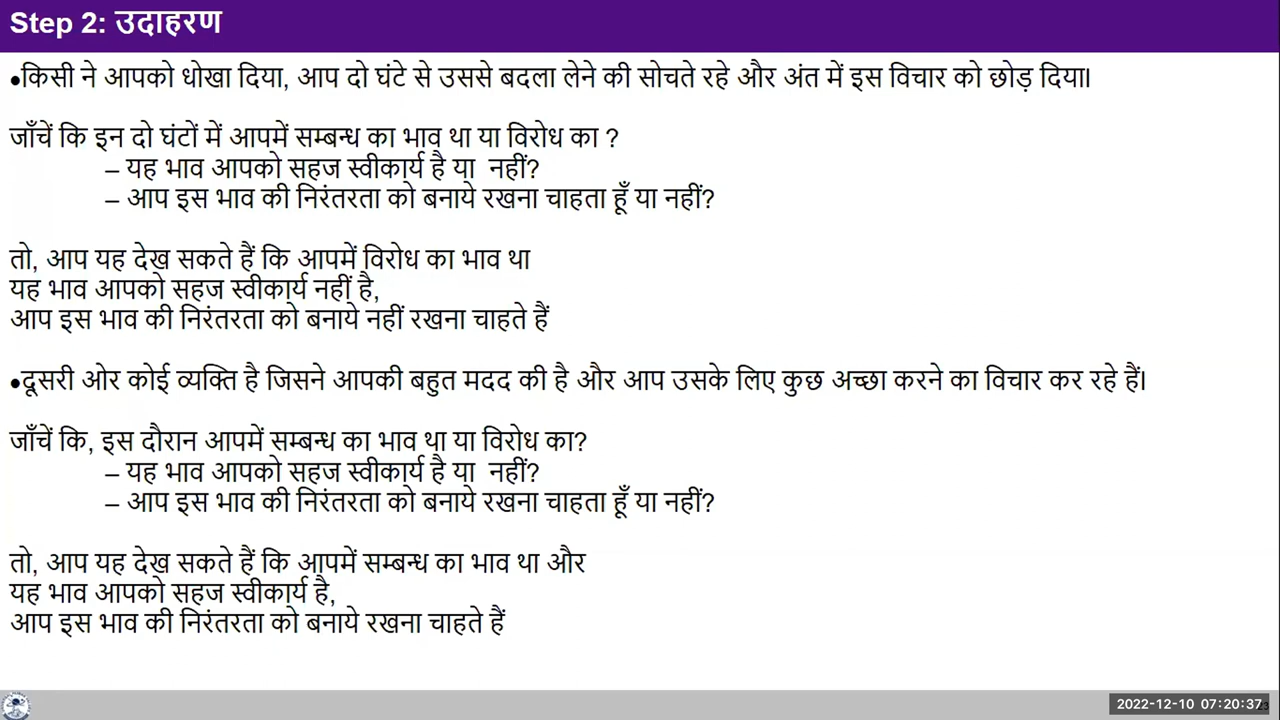 Step 2: उदाहरण
•किसी ने आपको धोखा दिया, आप दो घंटे से उससे बदला लेने की सोचते रहे और अंत में इस विचार को छोड़ दिया।
जाँचें कि इन दो घंटों में आपमें सम्बन्ध का भाव था या विरोध का ?
– यह भाव आपको सहज स्वीकार्य है या नहीं?
– आप इस भाव की निरंतरता को बनाये रखना चाहता हूँ या नहीं?
तो, आप यह देख सकते हैं कि आपमें विरोध का भाव था
यह भाव आपको सहज स्वीकार्य नहीं है,
आप इस भाव की निरंतरता को बनाये नहीं रखना चाहते हैं
•दूसरी ओर कोई व्यक्ति है जिसने आपकी बहुत मदद की है और आप उसके लिए कुछ अच्छा करने का विचार कर रहे हैं।
जाँचें कि, इस दौरान आपमें सम्बन्ध का भाव था या विरोध का?
– यह भाव आपको सहज स्वीकार्य है या नहीं?
– आप इस भाव की निरंतरता को बनाये रखना चाहता हूँ या नहीं?
तो, आप यह देख सकते हैं कि आपमें सम्बन्ध का भाव था और
यह भाव आपको सहज स्वीकार्य है,
आप इस भाव की निरंतरता को बनाये रखना चाहते हैं
2022-12-10 07:20:37